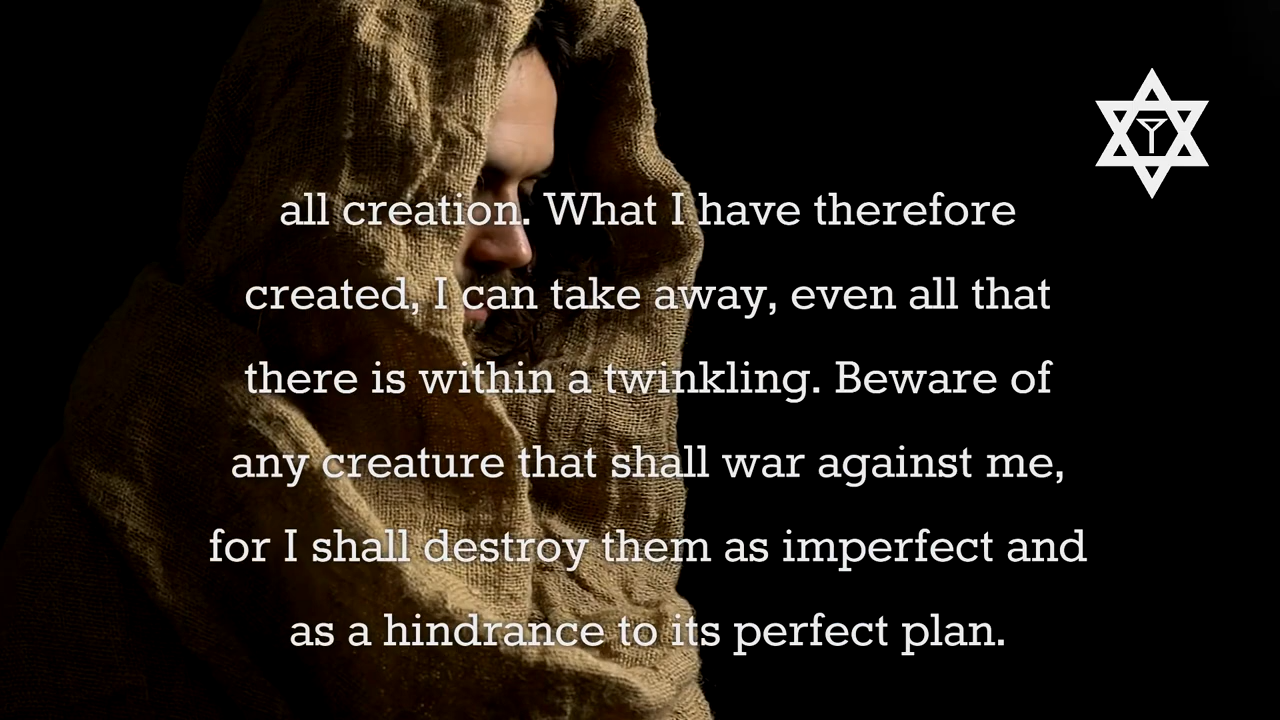 all creation. What I have therefore
created, I can take away, even all that
there is within a twinkling. Beware of
any creature that shall war against me,
for I shall destroy them as imperfect and
as a hindrance to its perfect plan.